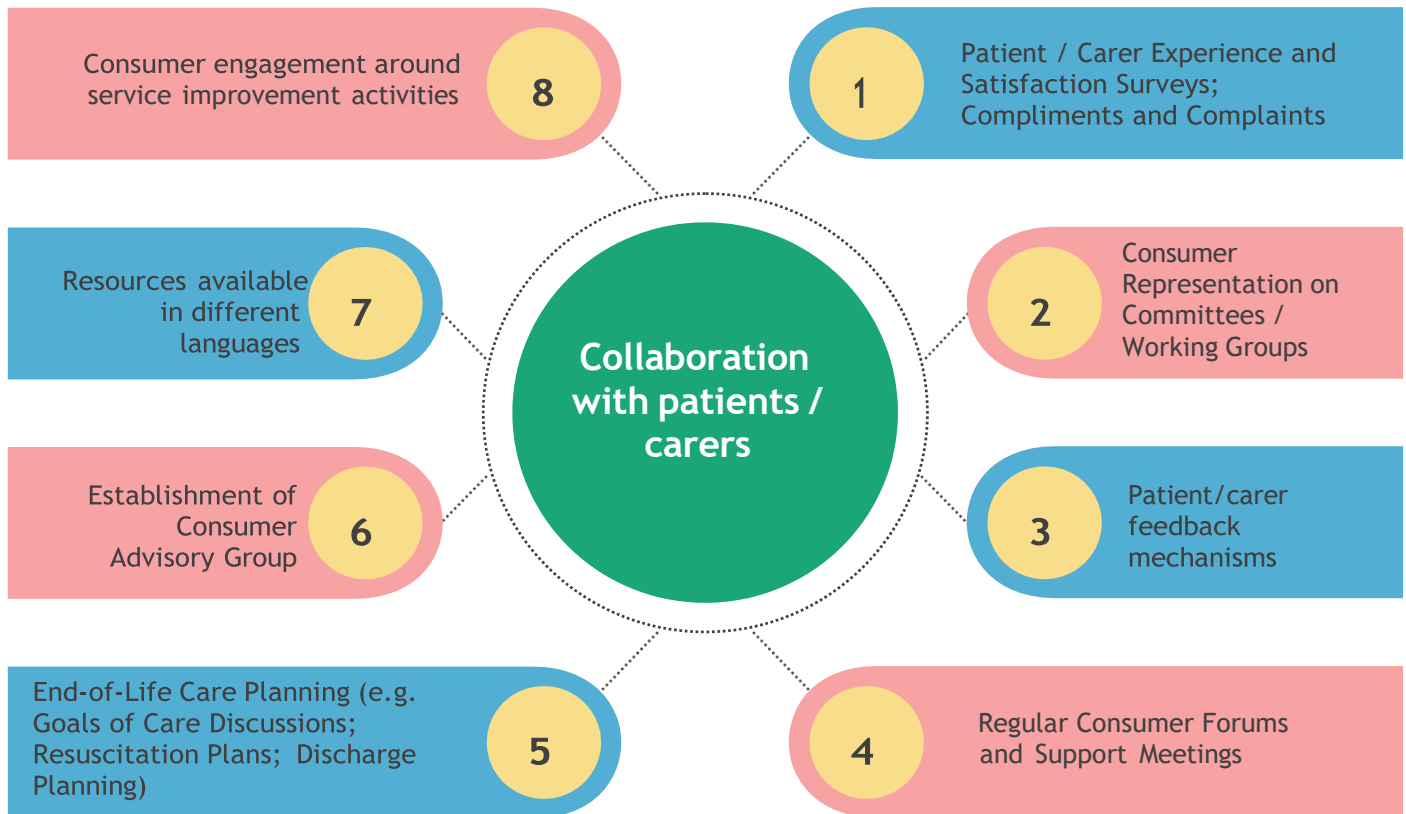 Collaboration
with patients /
carers
1
Patient / Carer Experience and
Satisfaction Surveys;
Compliments and Complaints
2
Consumer
Representation on
Committees /
Working Groups
3
Patient/carer
feedback
mechanisms
4
Regular Consumer Forums
and Support Meetings
5
End-of-Life Care Planning (e.g.
Goals of Care Discussions;
Resuscitation Plans; Discharge
Planning)
6
Establishment of
Consumer
Advisory Group
7
Resources available
in different
languages
8
Consumer engagement around
service improvement activities